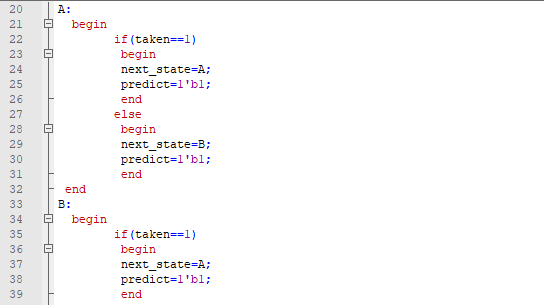 20 A:
21 begin
22 if(taken==1)
23 begin
24 next_state=A;
25 predict=1'b1;
26 end
27 else
28 begin
29 next_state=B;
30 predict=1'b1;
31 end
32 end
33 B:
34 begin
35 if(taken==1)
36 begin
37 next_state=A;
38 predict=1'b1;
39 end